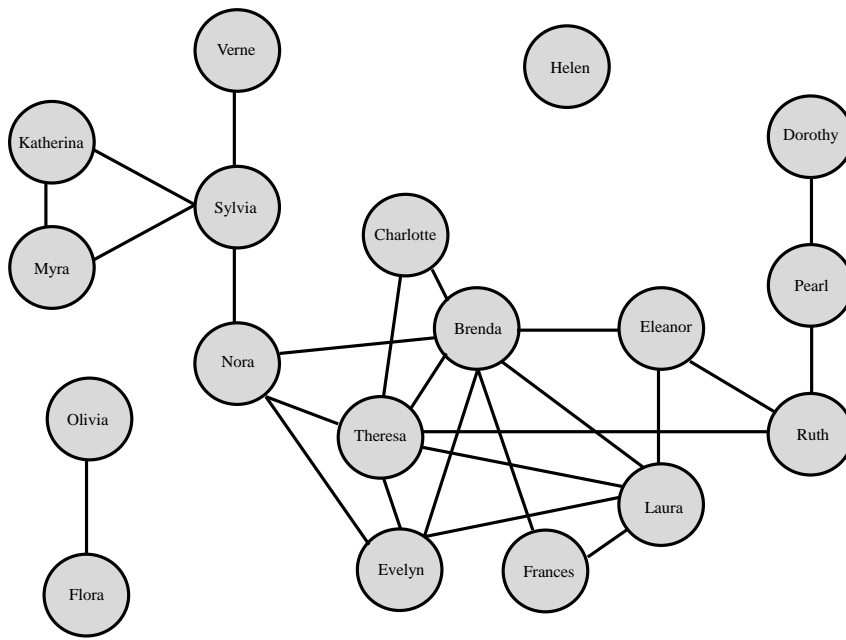 Verne
Helen
Katherina
Dorothy
Sylvia
Charlotte
Myra
Pearl
Brenda
Eleanor
Nora
Olivia
Theresa
Ruth
Laura
Evelyn
Frances
Flora